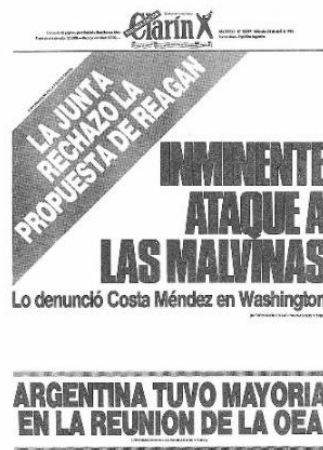 Clarín X
LA JUNTA
RECHAZO LA
PROPUESTA DE REAGAN
INMINENTE
ATAQUE A
LAS MALVINAS
Lo denunció Costa Méndez en Washington
ARGENTINA TUVO MAYORIA
EN LA REUNION DE LA OEA